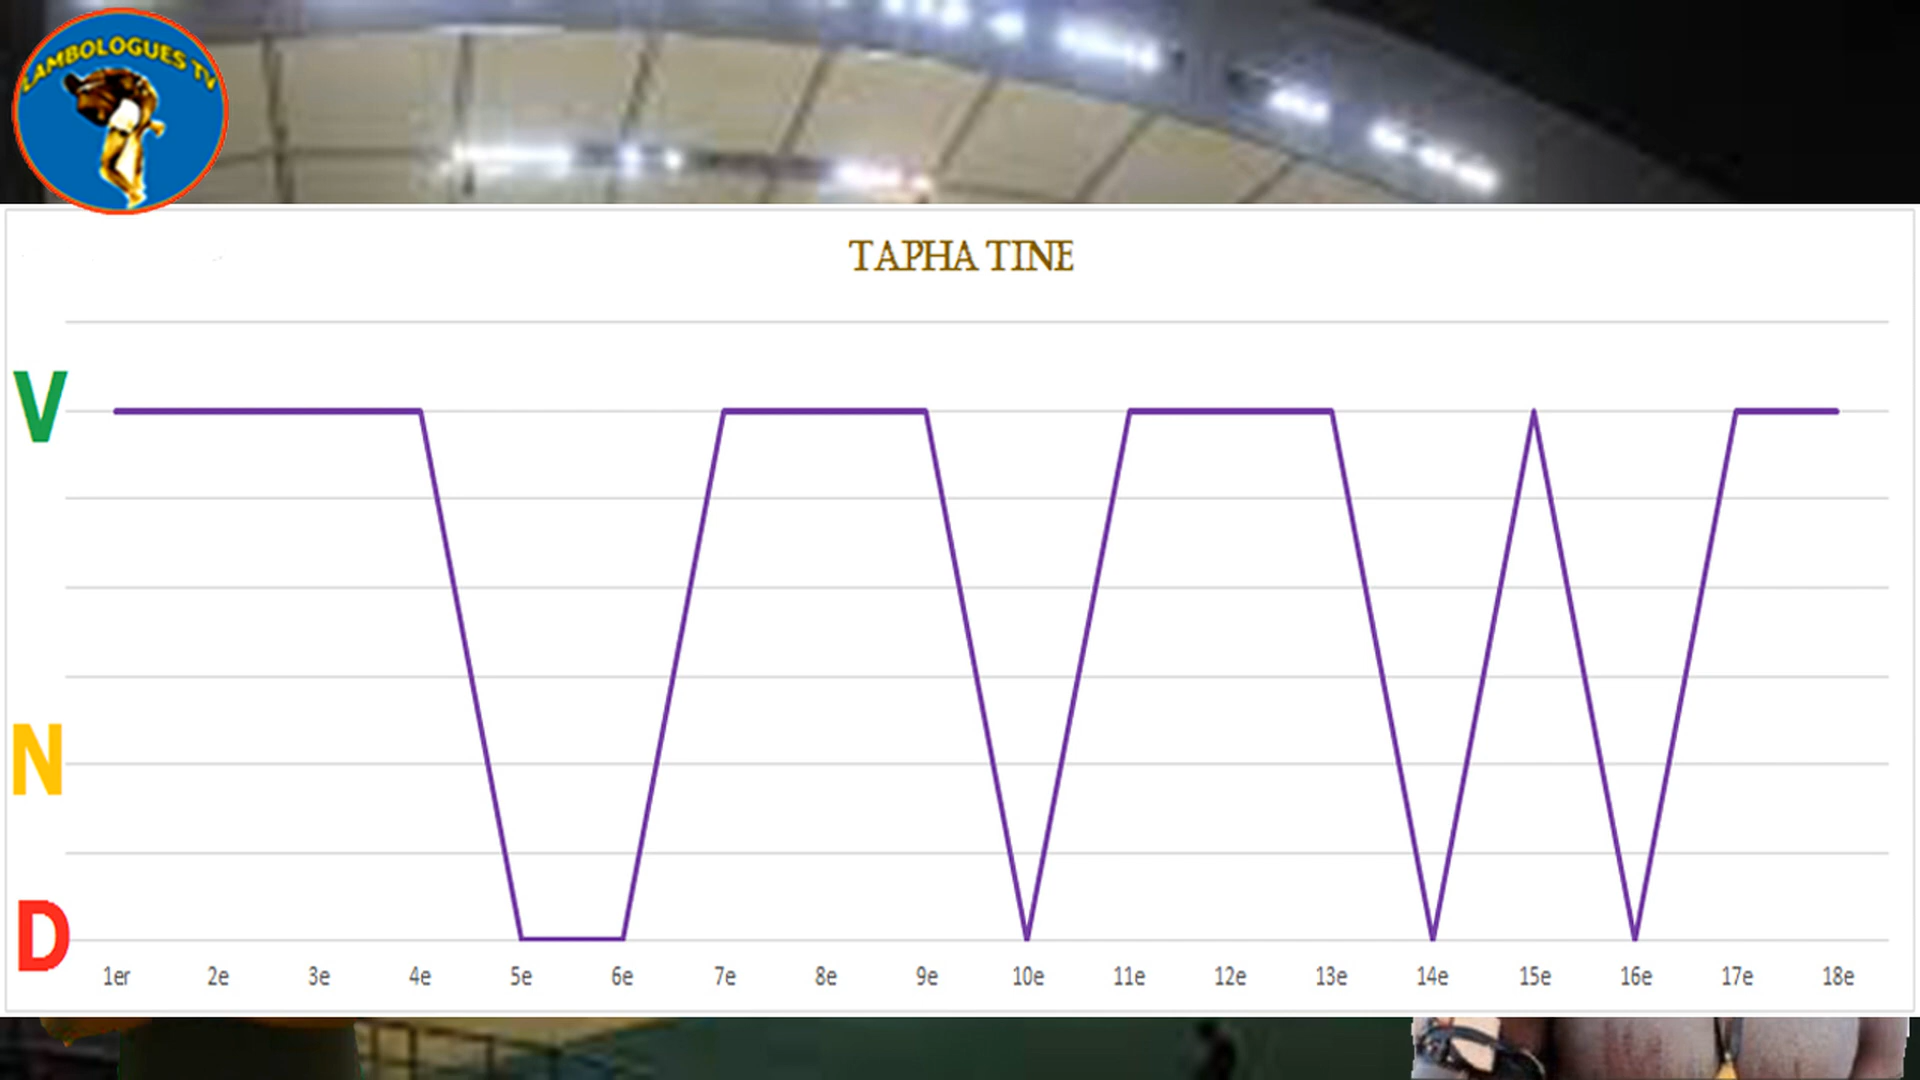 LAMBOLOGUES TV
TAPHA TINE
V
N
D
1er 2e 3e 4e 5e 6e 7e 8e 9e 10e 11e 12e 13e 14e 15e 16e 17e 18e